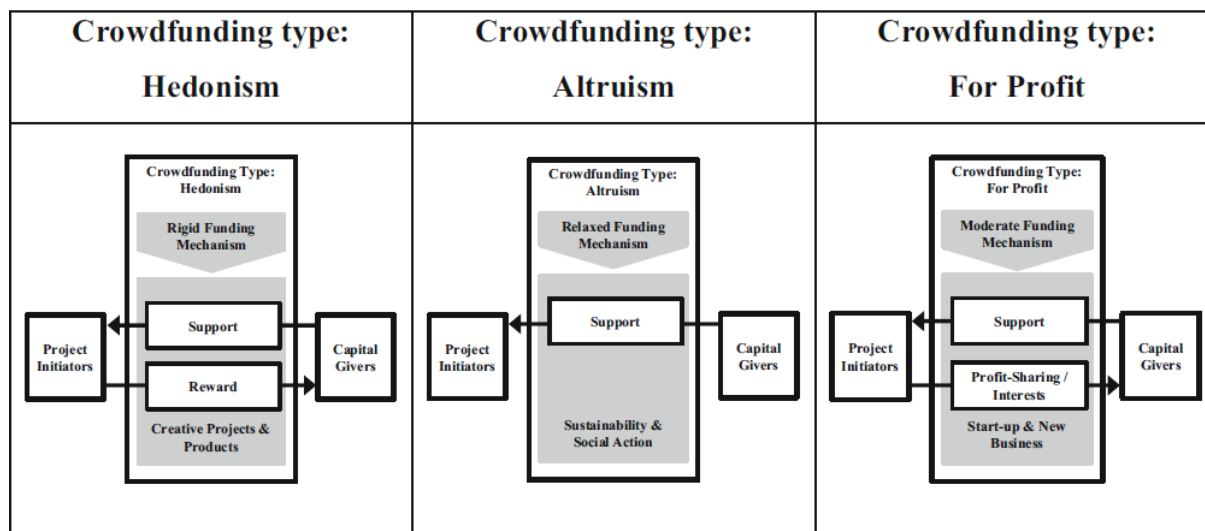 Crowdfunding type:
Hedonism
Crowdfunding type:
Altruism
Crowdfunding type:
For Profit
Crowdfunding Type:
Hedonism
Rigid Funding
Mechanism
Project
Initiators
Support
Reward
Capital
Givers
Creative Projects &
Products
Crowdfunding Type:
Altruism
Relaxed Funding
Mechanism
Project
Initiators
Support
Capital
Givers
Sustainability &
Social Action
Crowdfunding Type:
For Profit
Moderate Funding
Mechanism
Project
Initiators
Support
Profit-Sharing /
Interests
Capital
Givers
Start-up & New
Business